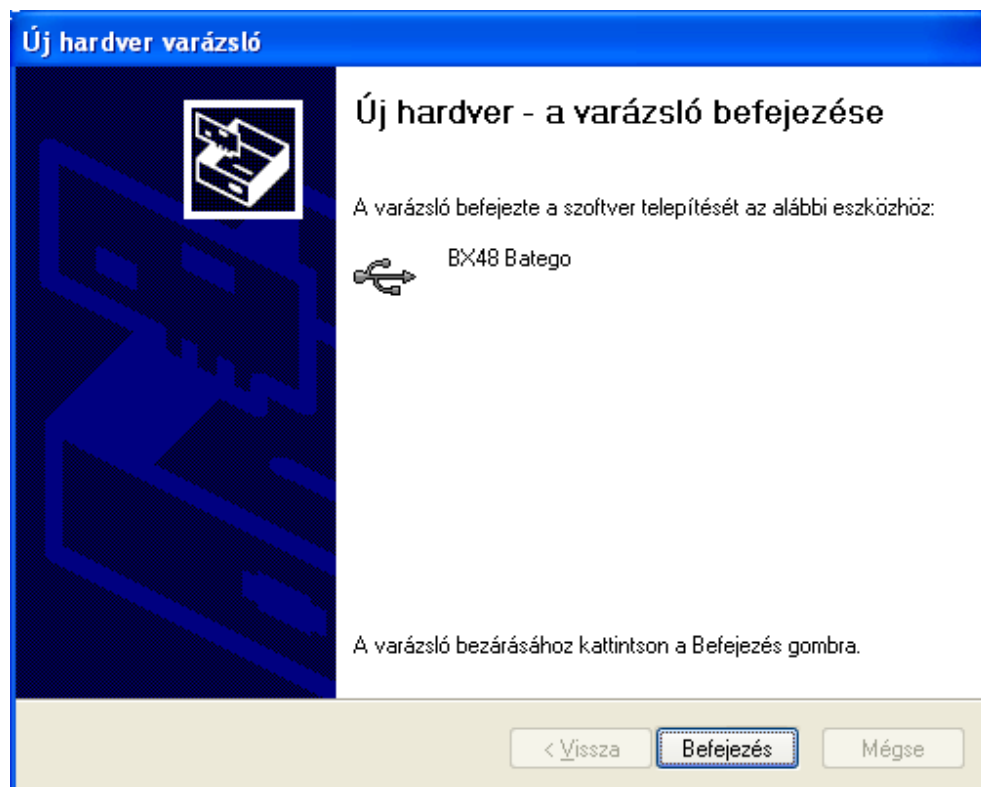 Új hardver varázsló
Új hardver - a varázsló befejezése
A varázsló befejezte a szoftver telepítését az alábbi eszközhöz:
BX48 Batego
A varázsló bezárásához kattintson a Befejezés gombra.
< Vissza Befejezés Mégse